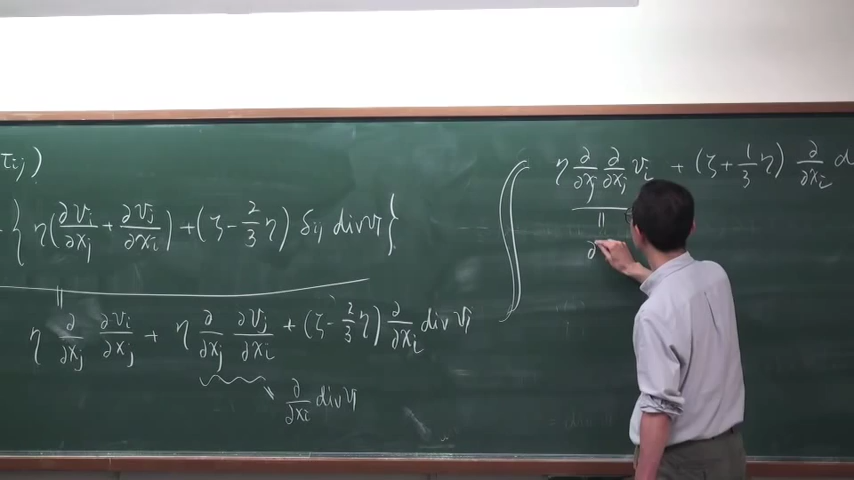 τij)
{ η(∂vi/∂xj + ∂vj/∂xi) + (ζ - 2/3 η) δij div v }
||
η ∂/∂xj ∂vi/∂xj + η ∂/∂xj ∂vj/∂xi + (ζ - 2/3 η) ∂/∂xi div v
∂/∂xi div v
η ∂/∂xj ∂/∂xj vi + (ζ + 1/3 η) ∂/∂xi d
||
∂